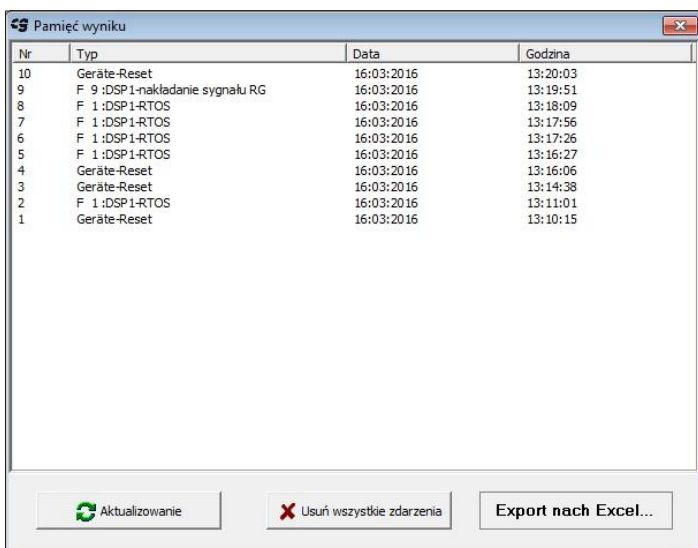 Pamięć wyniku
Nr Typ Data Godzina
10 Geräte-Reset 16:03:2016 13:20:03
9 F 9 :DSP1-nakładanie sygnału RG 16:03:2016 13:19:51
8 F 1 :DSP1-RTOS 16:03:2016 13:18:09
7 F 1 :DSP1-RTOS 16:03:2016 13:17:56
6 F 1 :DSP1-RTOS 16:03:2016 13:17:26
5 F 1 :DSP1-RTOS 16:03:2016 13:16:27
4 Geräte-Reset 16:03:2016 13:16:06
3 Geräte-Reset 16:03:2016 13:14:38
2 F 1 :DSP1-RTOS 16:03:2016 13:11:01
1 Geräte-Reset 16:03:2016 13:10:15
Aktualizowanie Usuń wszystkie zdarzenia Export nach Excel...